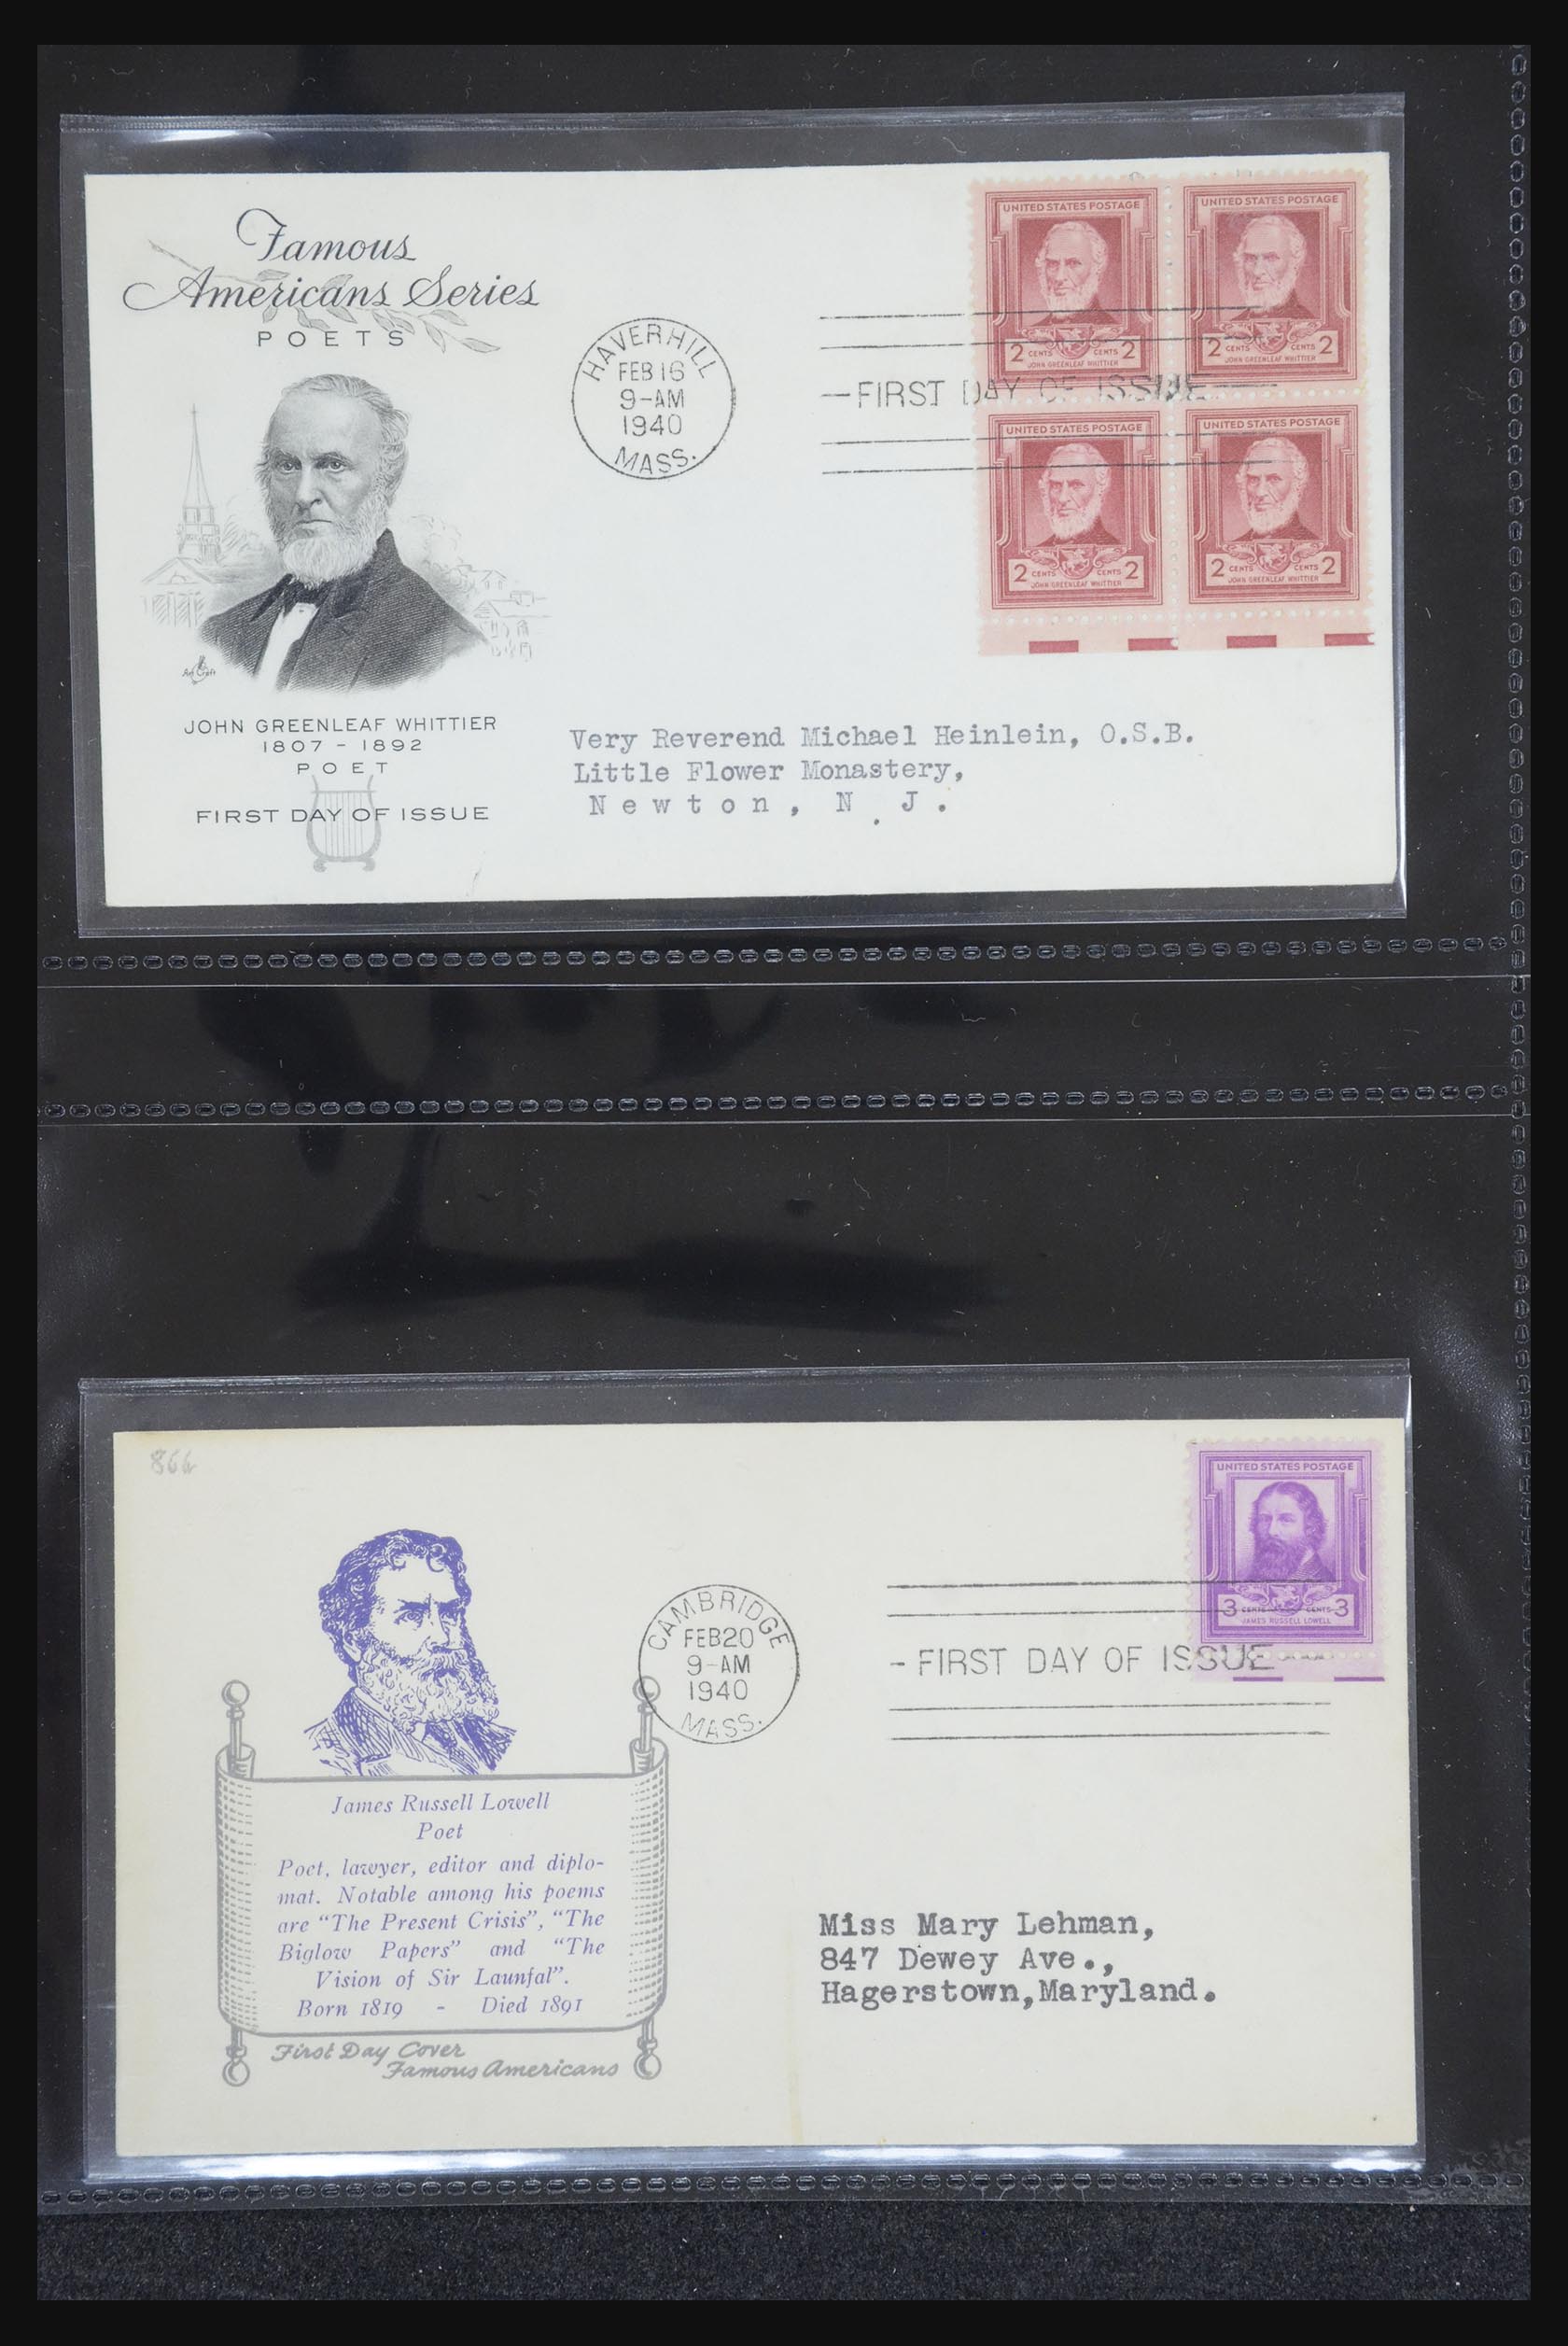 Famous
Americans Series
POETS
HAVERHILL
FEB 16
9-AM
1940
MASS.
FIRST DAY OF ISSUE
UNITED STATES POSTAGE
2 CENTS CENTS 2
JOHN GREENLEAF WHITTIER
UNITED STATES POSTAGE
2 CENTS CENTS 2
JOHN GREENLEAF WHITTIER
UNITED STATES POSTAGE
2 CENTS CENTS 2
JOHN GREENLEAF WHITTIER
UNITED STATES POSTAGE
2 CENTS CENTS 2
JOHN GREENLEAF WHITTIER
Art Craft
JOHN GREENLEAF WHITTIER
1807 - 1892
POET
FIRST DAY OF ISSUE
Very Reverend Michael Heinlein, O.S.B.
Little Flower Monastery,
Newton, N. J.
866
UNITED STATES POSTAGE
3 CENTS CENTS 3
JAMES RUSSELL LOWELL
CAMBRIDGE
FEB 20
9-AM
1940
MASS.
- FIRST DAY OF ISSUE
James Russell Lowell
Poet
Poet, lawyer, editor and diplo-
mat. Notable among his poems
are “The Present Crisis”, “The
Biglow Papers” and “The
Vision of Sir Launfal”.
Born 1819 - Died 1891
First Day Cover
Famous Americans
Miss Mary Lehman,
847 Dewey Ave.,
Hagerstown,Maryland.